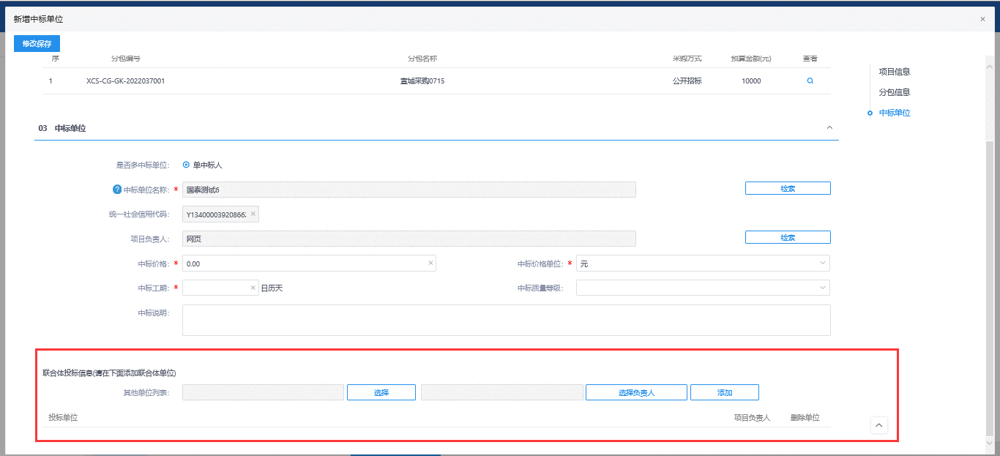 新增中标单位 ×
修改保存
序 分包编号 分包名称 采购方式 预算金额(元) 查看
1 XCS-CG-GK-2022037001 宣城采购0715 公开招标 10000
项目信息
分包信息
中标单位
03 中标单位
是否多中标单位: 单中标人
? 中标单位名称: * 国泰测试6 检索
统一社会信用代码: Y1340000392086 ×
项目负责人: 网页 检索
中标价格: * 0.00 × 中标价格单位: * 元
中标工期: * × 日历天 中标质量等级:
中标说明:
联合体投标信息(请在下面添加联合体单位)
其他单位列表: 选择 选择负责人 添加
投标单位 项目负责人 删除单位